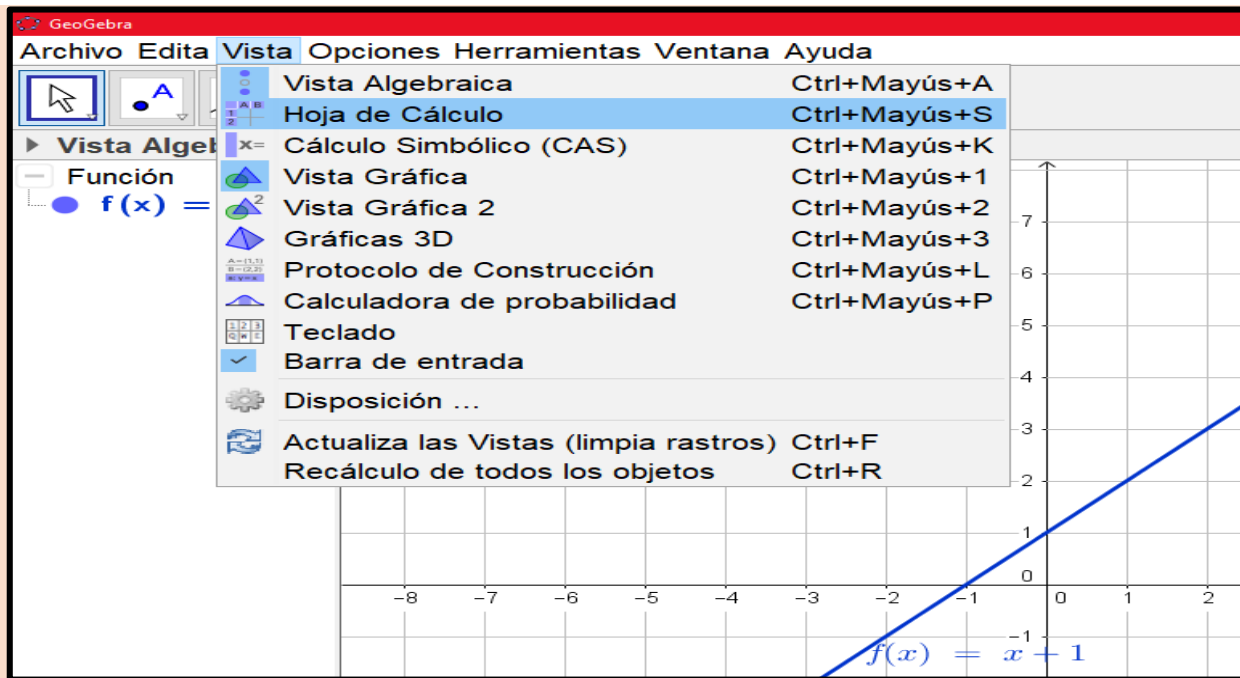 GeoGebra
Archivo Edita Vista Opciones Herramientas Ventana Ayuda
A
Vista Algebraica Ctrl+Mayús+A
Hoja de Cálculo Ctrl+Mayús+S
Vista Algel
x= Cálculo Simbólico (CAS) Ctrl+Mayús+K
Función
Vista Gráfica Ctrl+Mayús+1
f(x) =
2 Vista Gráfica 2 Ctrl+Mayús+2
Gráficas 3D Ctrl+Mayús+3
Protocolo de Construcción Ctrl+Mayús+L
Calculadora de probabilidad Ctrl+Mayús+P
Teclado
Barra de entrada
Disposición ...
Actualiza las Vistas (limpia rastros) Ctrl+F
Recálculo de todos los objetos Ctrl+R
7
6
5
4
3
2
1
0
-8 -7 -6 -5 -4 -3 -2 -1 0 1 2
-1
f(x) = x + 1